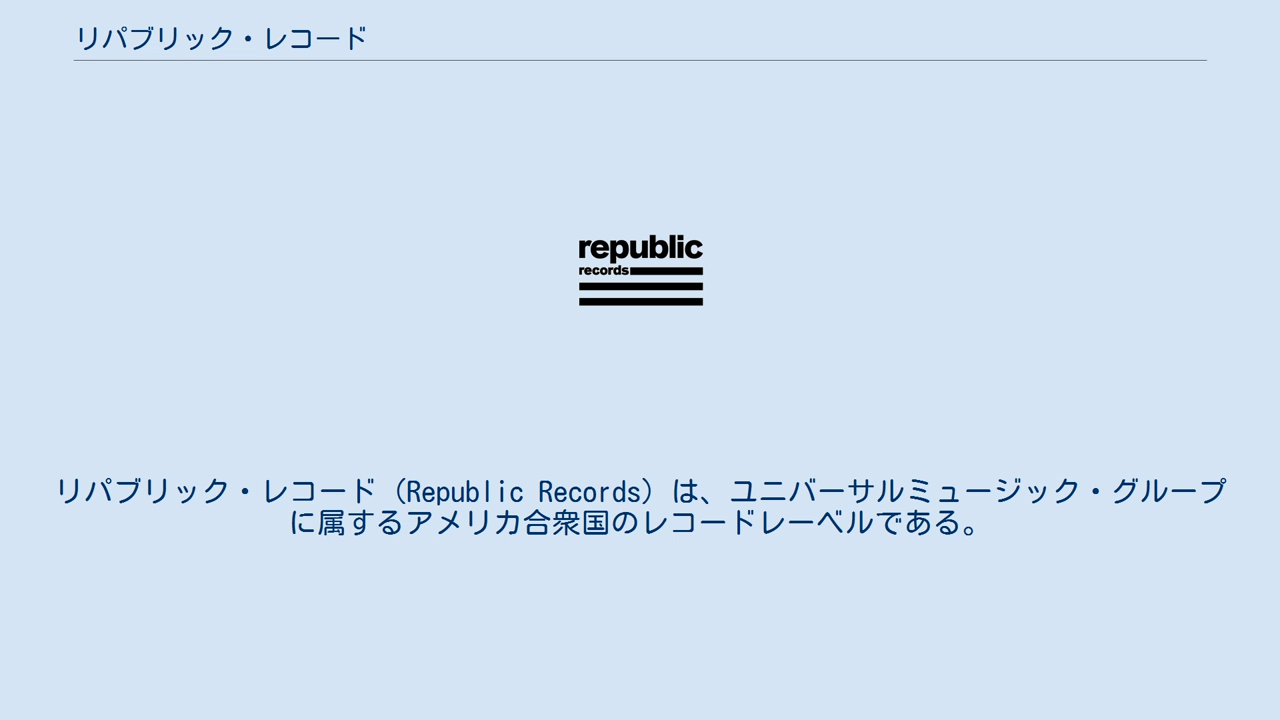 リパブリック・レコード
republic
records
リパブリック・レコード（Republic Records）は、ユニバーサルミュージック・グループ
に属するアメリカ合衆国のレコードレーベルである。